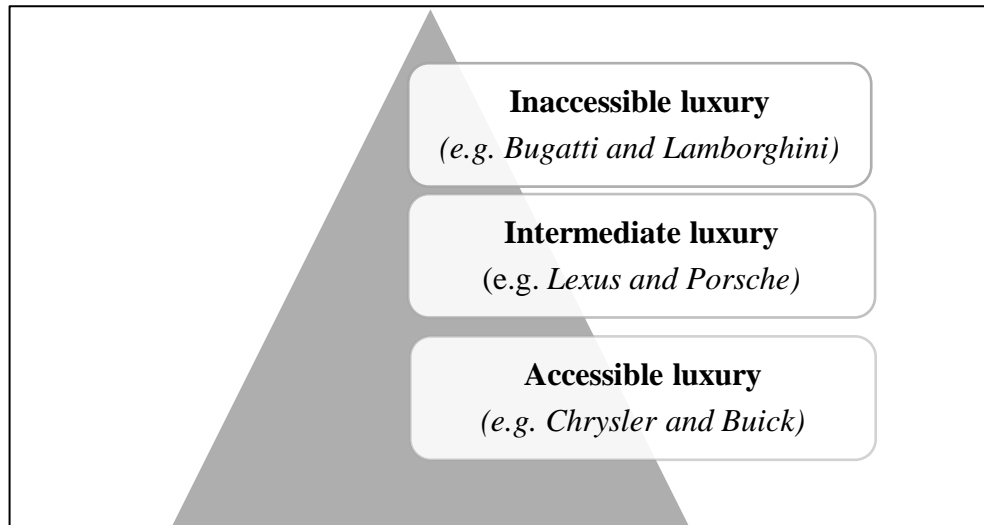 Inaccessible luxury
(e.g. Bugatti and Lamborghini)
Intermediate luxury
(e.g. Lexus and Porsche)
Accessible luxury
(e.g. Chrysler and Buick)